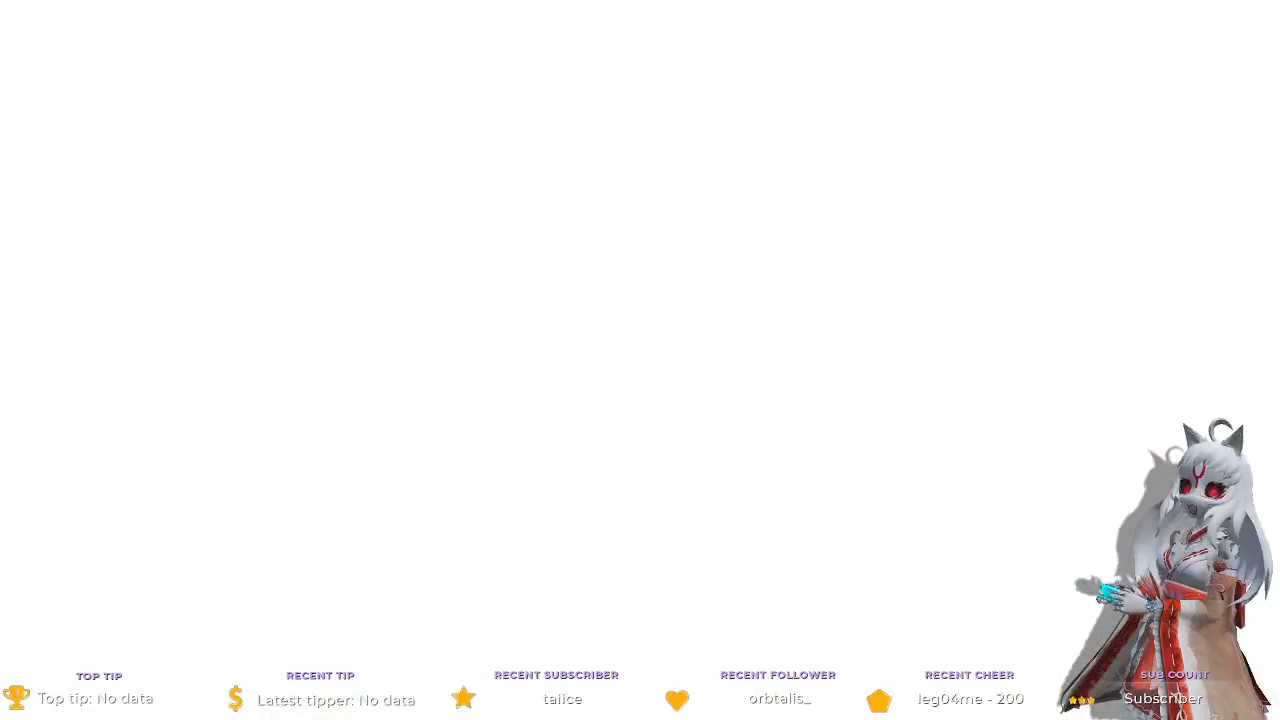 TOP TIP
Top tip: No data
RECENT TIP
Latest tipper: No data
RECENT SUBSCRIBER
taiice
RECENT FOLLOWER
orbtalis_
RECENT CHEER
leg04me - 200
SUB COUNT
Subscriber